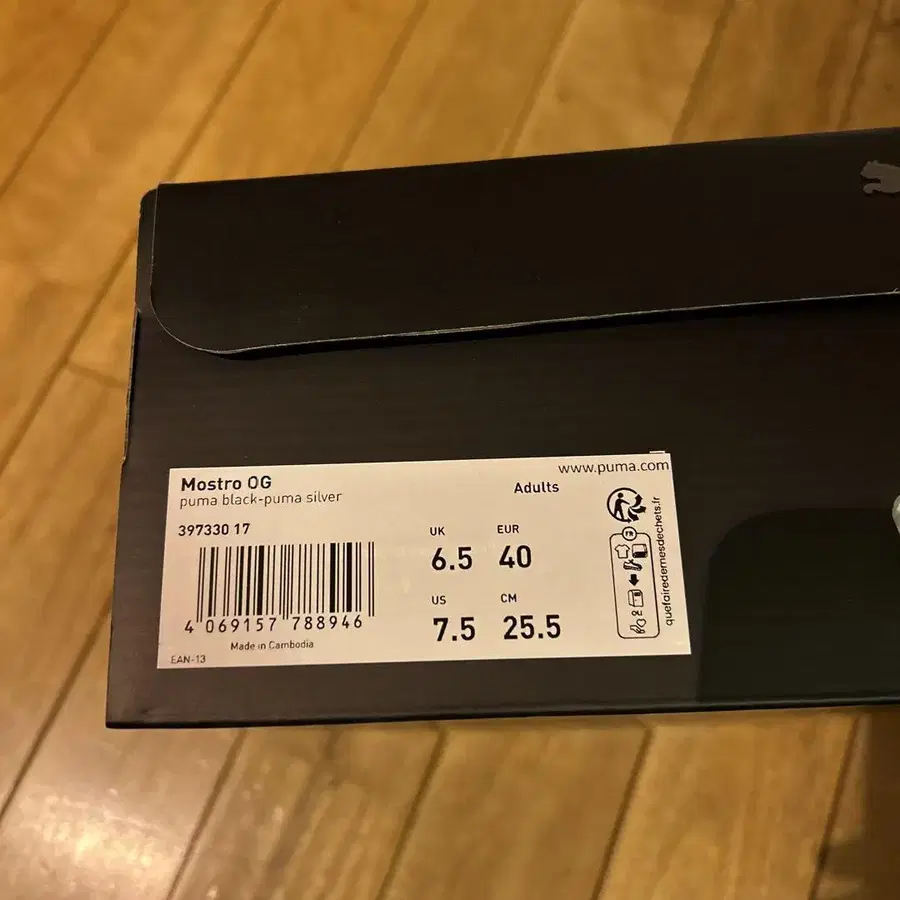 www.puma.com
Mostro OG
puma black-puma silver
Adults
397330 17
UK EUR
6.5 40
US CM
7.5 25.5
4 069157 788946
Made in Cambodia
EAN-13
FR
quefairedemesdechets.fr